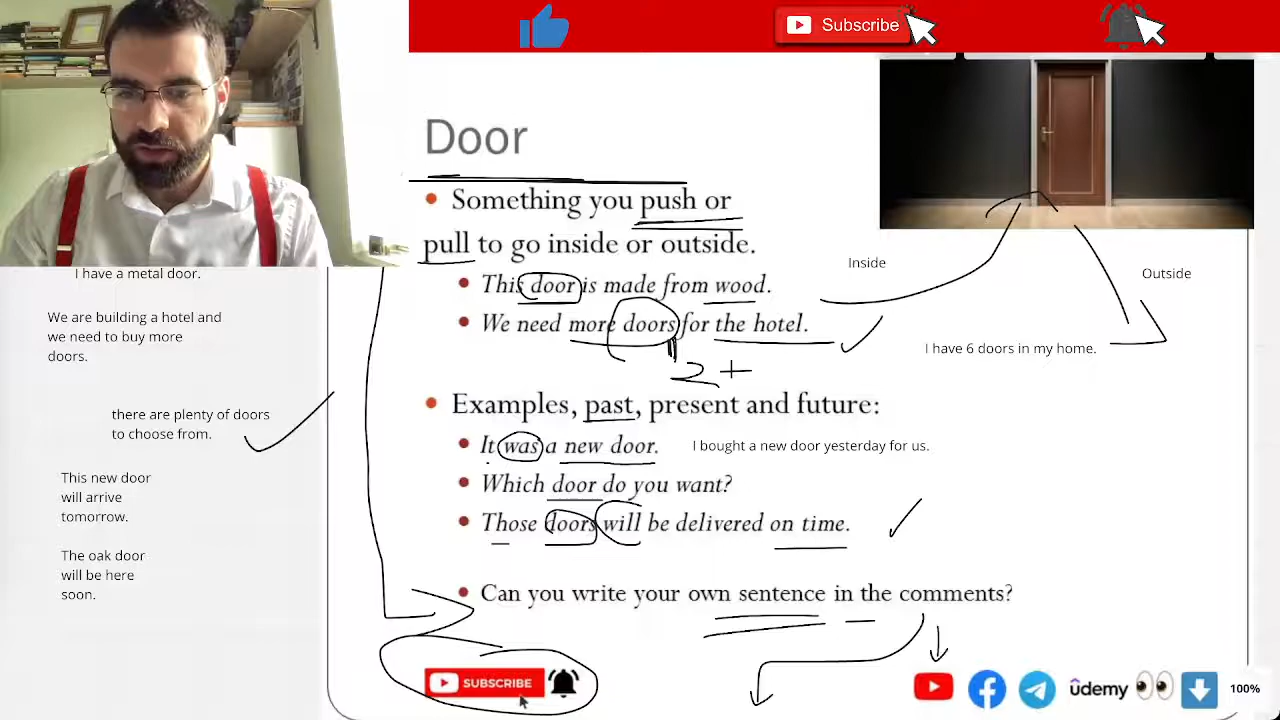 Subscribe
Door
Something you push or
pull to go inside or outside.
This door is made from wood.
We need more doors for the hotel.
2+
Examples, past, present and future:
It was a new door.
Which door do you want?
Those doors will be delivered on time.
Can you write your own sentence in the comments?
SUBSCRIBE
I have a metal door.
We are building a hotel and
we need to buy more
doors.
there are plenty of doors
to choose from.
This new door
will arrive
tomorrow.
The oak door
will be here
soon.
Inside
Outside
I have 6 doors in my home.
I bought a new door yesterday for us.
ûdemy
100%